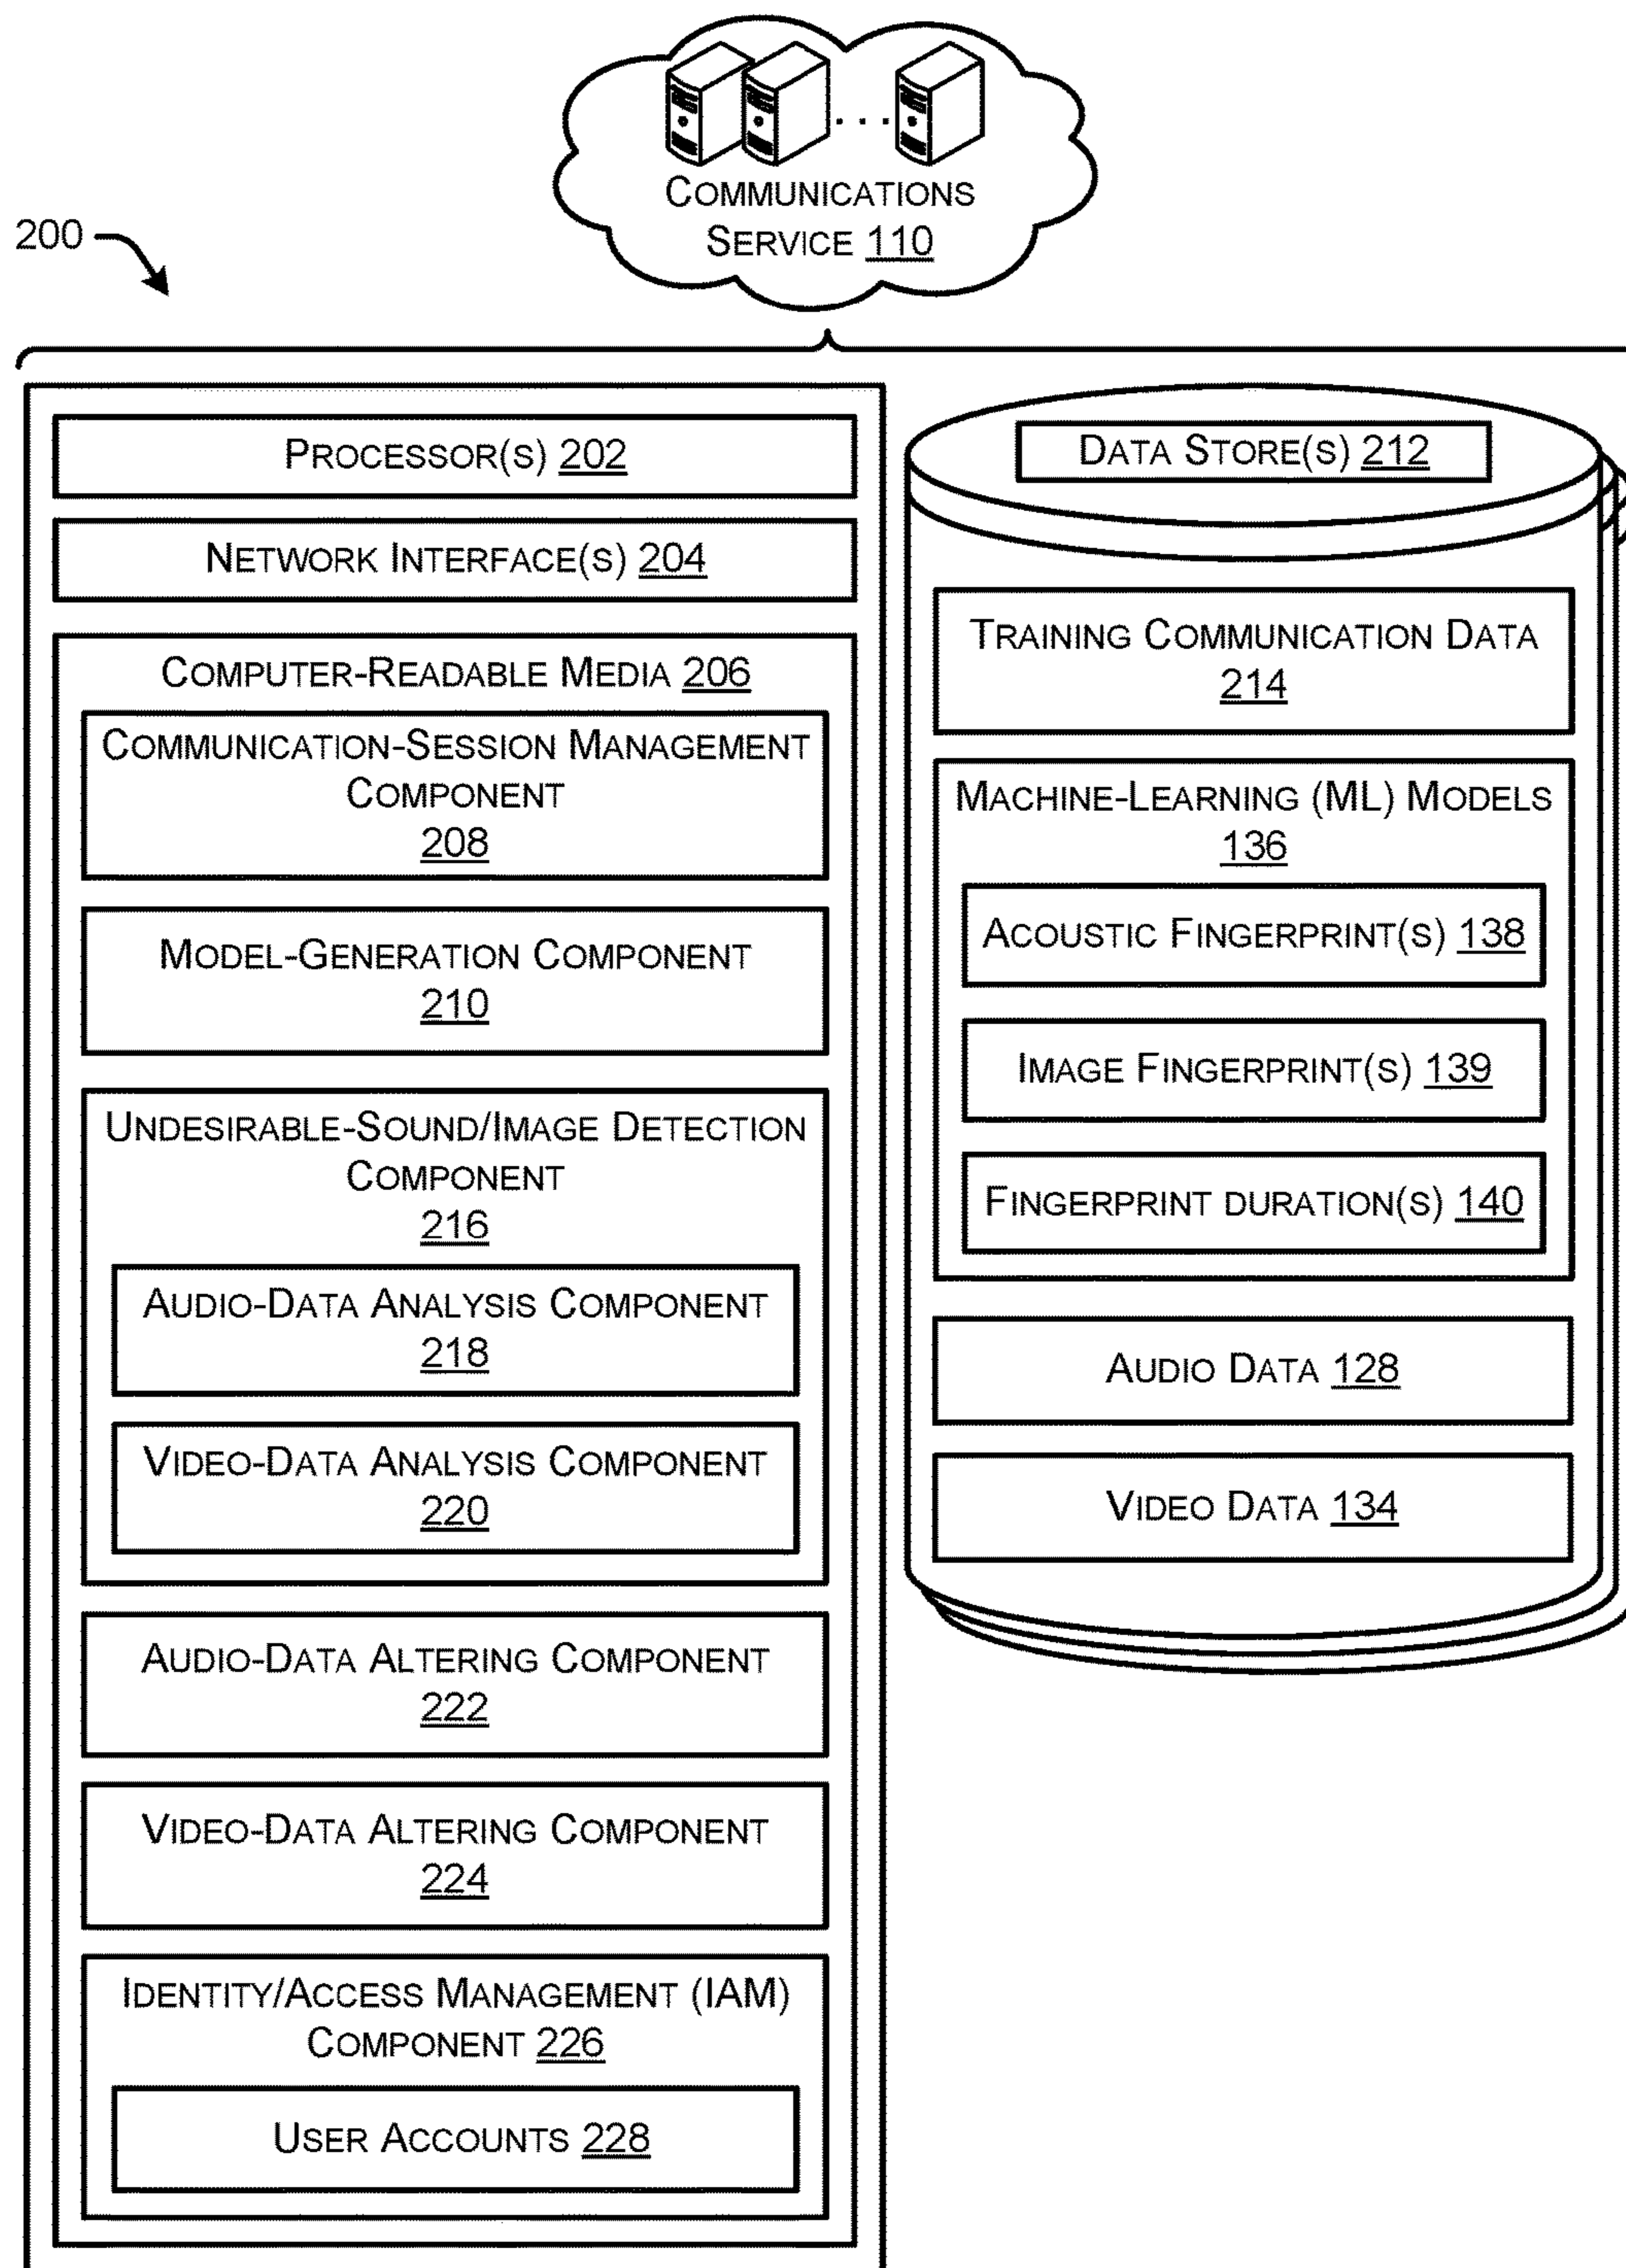 COMMUNICATIONS
SERVICE 110
200
PROCESSOR(S) 202
NETWORK INTERFACE(S) 204
COMPUTER-READABLE MEDIA 206
COMMUNICATION-SESSION MANAGEMENT
COMPONENT
208
MODEL-GENERATION COMPONENT
210
UNDESIRABLE-SOUND/IMAGE DETECTION
COMPONENT
216
AUDIO-DATA ANALYSIS COMPONENT
218
VIDEO-DATA ANALYSIS COMPONENT
220
AUDIO-DATA ALTERING COMPONENT
222
VIDEO-DATA ALTERING COMPONENT
224
IDENTITY/ACCESS MANAGEMENT (IAM)
COMPONENT 226
USER ACCOUNTS 228
DATA STORE(S) 212
TRAINING COMMUNICATION DATA
214
MACHINE-LEARNING (ML) MODELS
136
ACOUSTIC FINGERPRINT(S) 138
IMAGE FINGERPRINT(S) 139
FINGERPRINT DURATION(S) 140
AUDIO DATA 128
VIDEO DATA 134